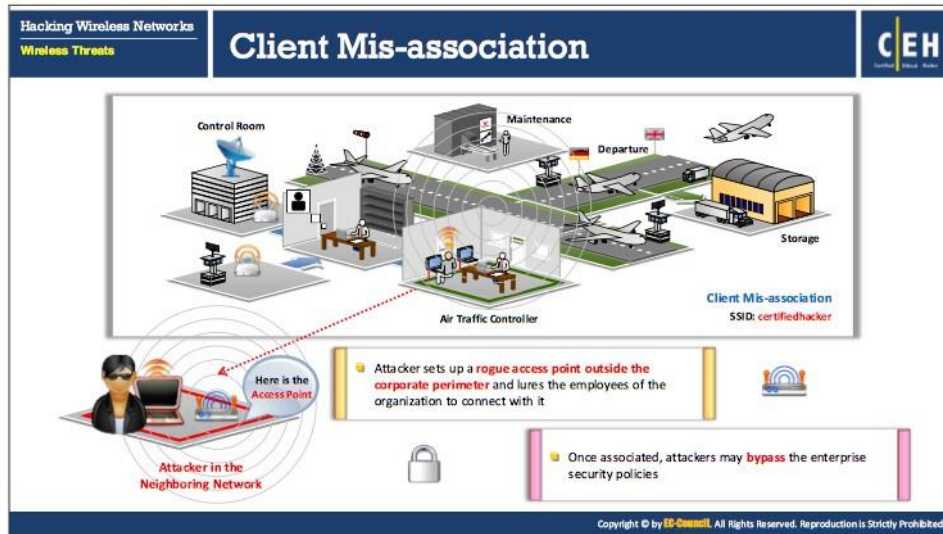 Hacking Wireless Networks
Wireless Threats
Client Mis-association
CEH
Certified Ethical Hacker
Control Room
Maintenance
Departure
Storage
Air Traffic Controller
Client Mis-association
SSID: certifiedhacker
Here is the
Access Point
Attacker in the
Neighboring Network
Attacker sets up a rogue access point outside the
corporate perimeter and lures the employees of the
organization to connect with it
Once associated, attackers may bypass the enterprise
security policies
Copyright © by EC-Council. All Rights Reserved. Reproduction is Strictly Prohibited.